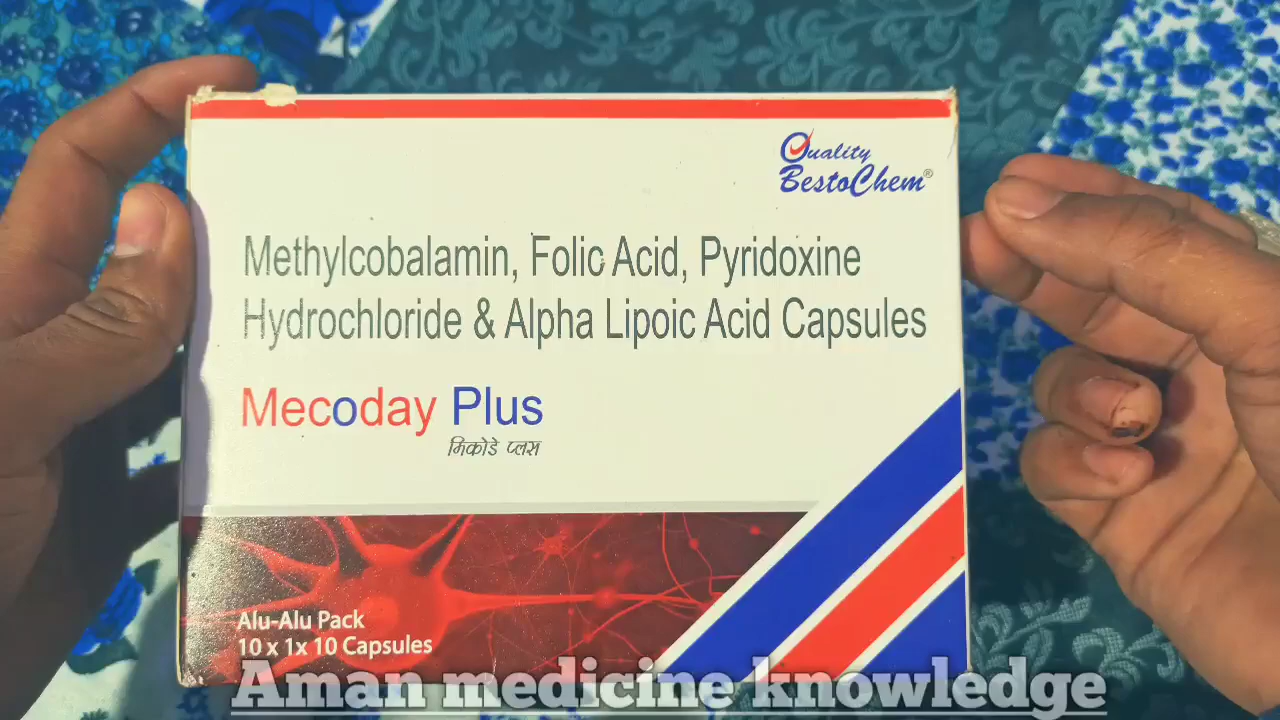 Quality
BestoChem®
Methylcobalamin, Folic Acid, Pyridoxine
Hydrochloride & Alpha Lipoic Acid Capsules
Mecoday Plus
मिकोडे प्लस
Alu-Alu Pack
10 x 1x 10 Capsules
Aman medicine knowledge